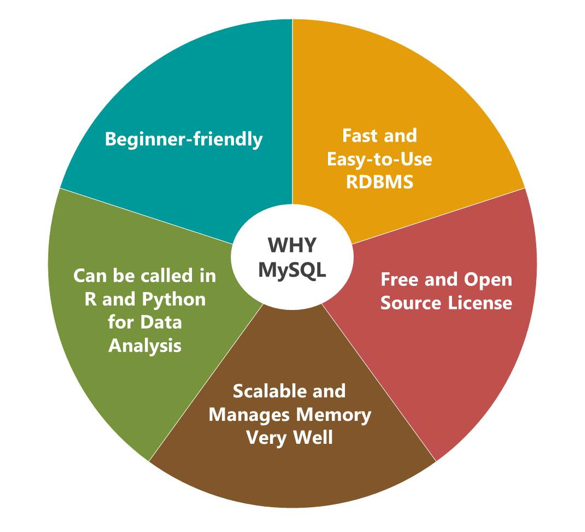 WHY
MySQL
Fast and
Easy-to-Use
RDBMS
Free and Open
Source License
Scalable and
Manages Memory
Very Well
Can be called in
R and Python
for Data
Analysis
Beginner-friendly